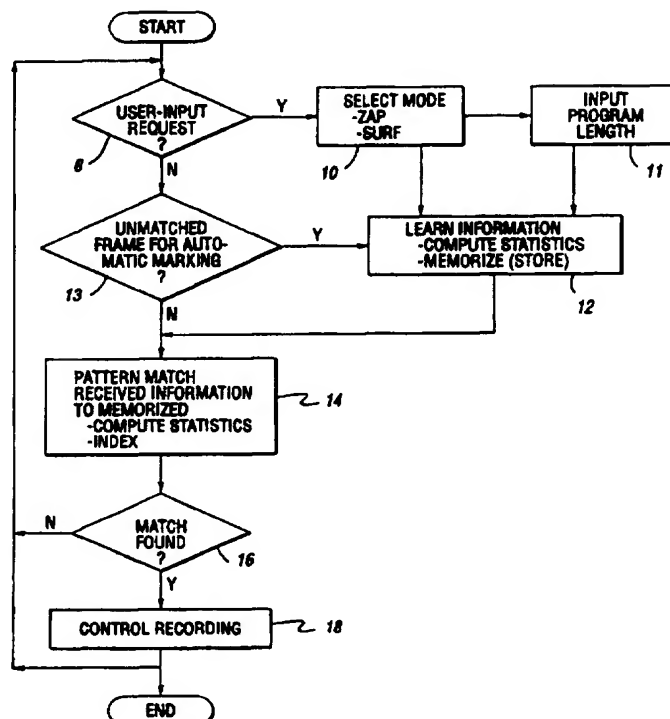 START
USER-INPUT
REQUEST
?
Y
8
N
SELECT MODE
-ZAP
-SURF
10
INPUT
PROGRAM
LENGTH
11
UNMATCHED
FRAME FOR AUTO-
MATIC MARKING
?
Y
13
N
LEARN INFORMATION
-COMPUTE STATISTICS
-MEMORIZE (STORE)
12
PATTERN MATCH
RECEIVED INFORMATION
TO MEMORIZED
-COMPUTE STATISTICS
-INDEX
14
N
MATCH
FOUND
?
16
Y
CONTROL RECORDING
18
END